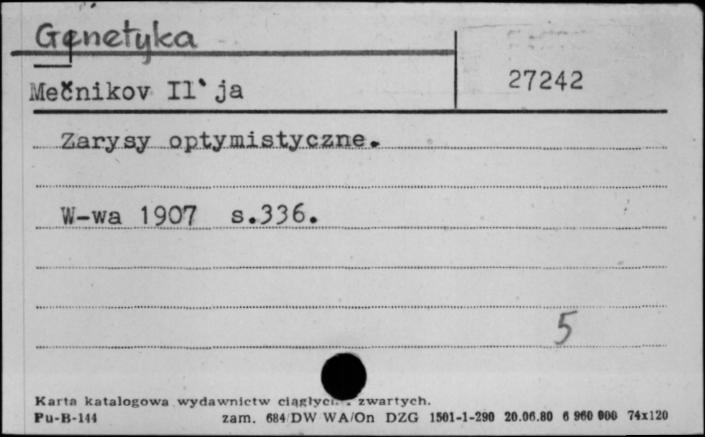 Genetyka
Mečnikov Il'ja
27242
Zarysy optymistyczne.
W-wa 1907 s.336.
5
Karta katalogowa wydawnictw ciągłych zwartych.
Pu-B-144 zam. 684/DW WA/On DZG 1501-1-290 20.06.80 6 960 000 74x120